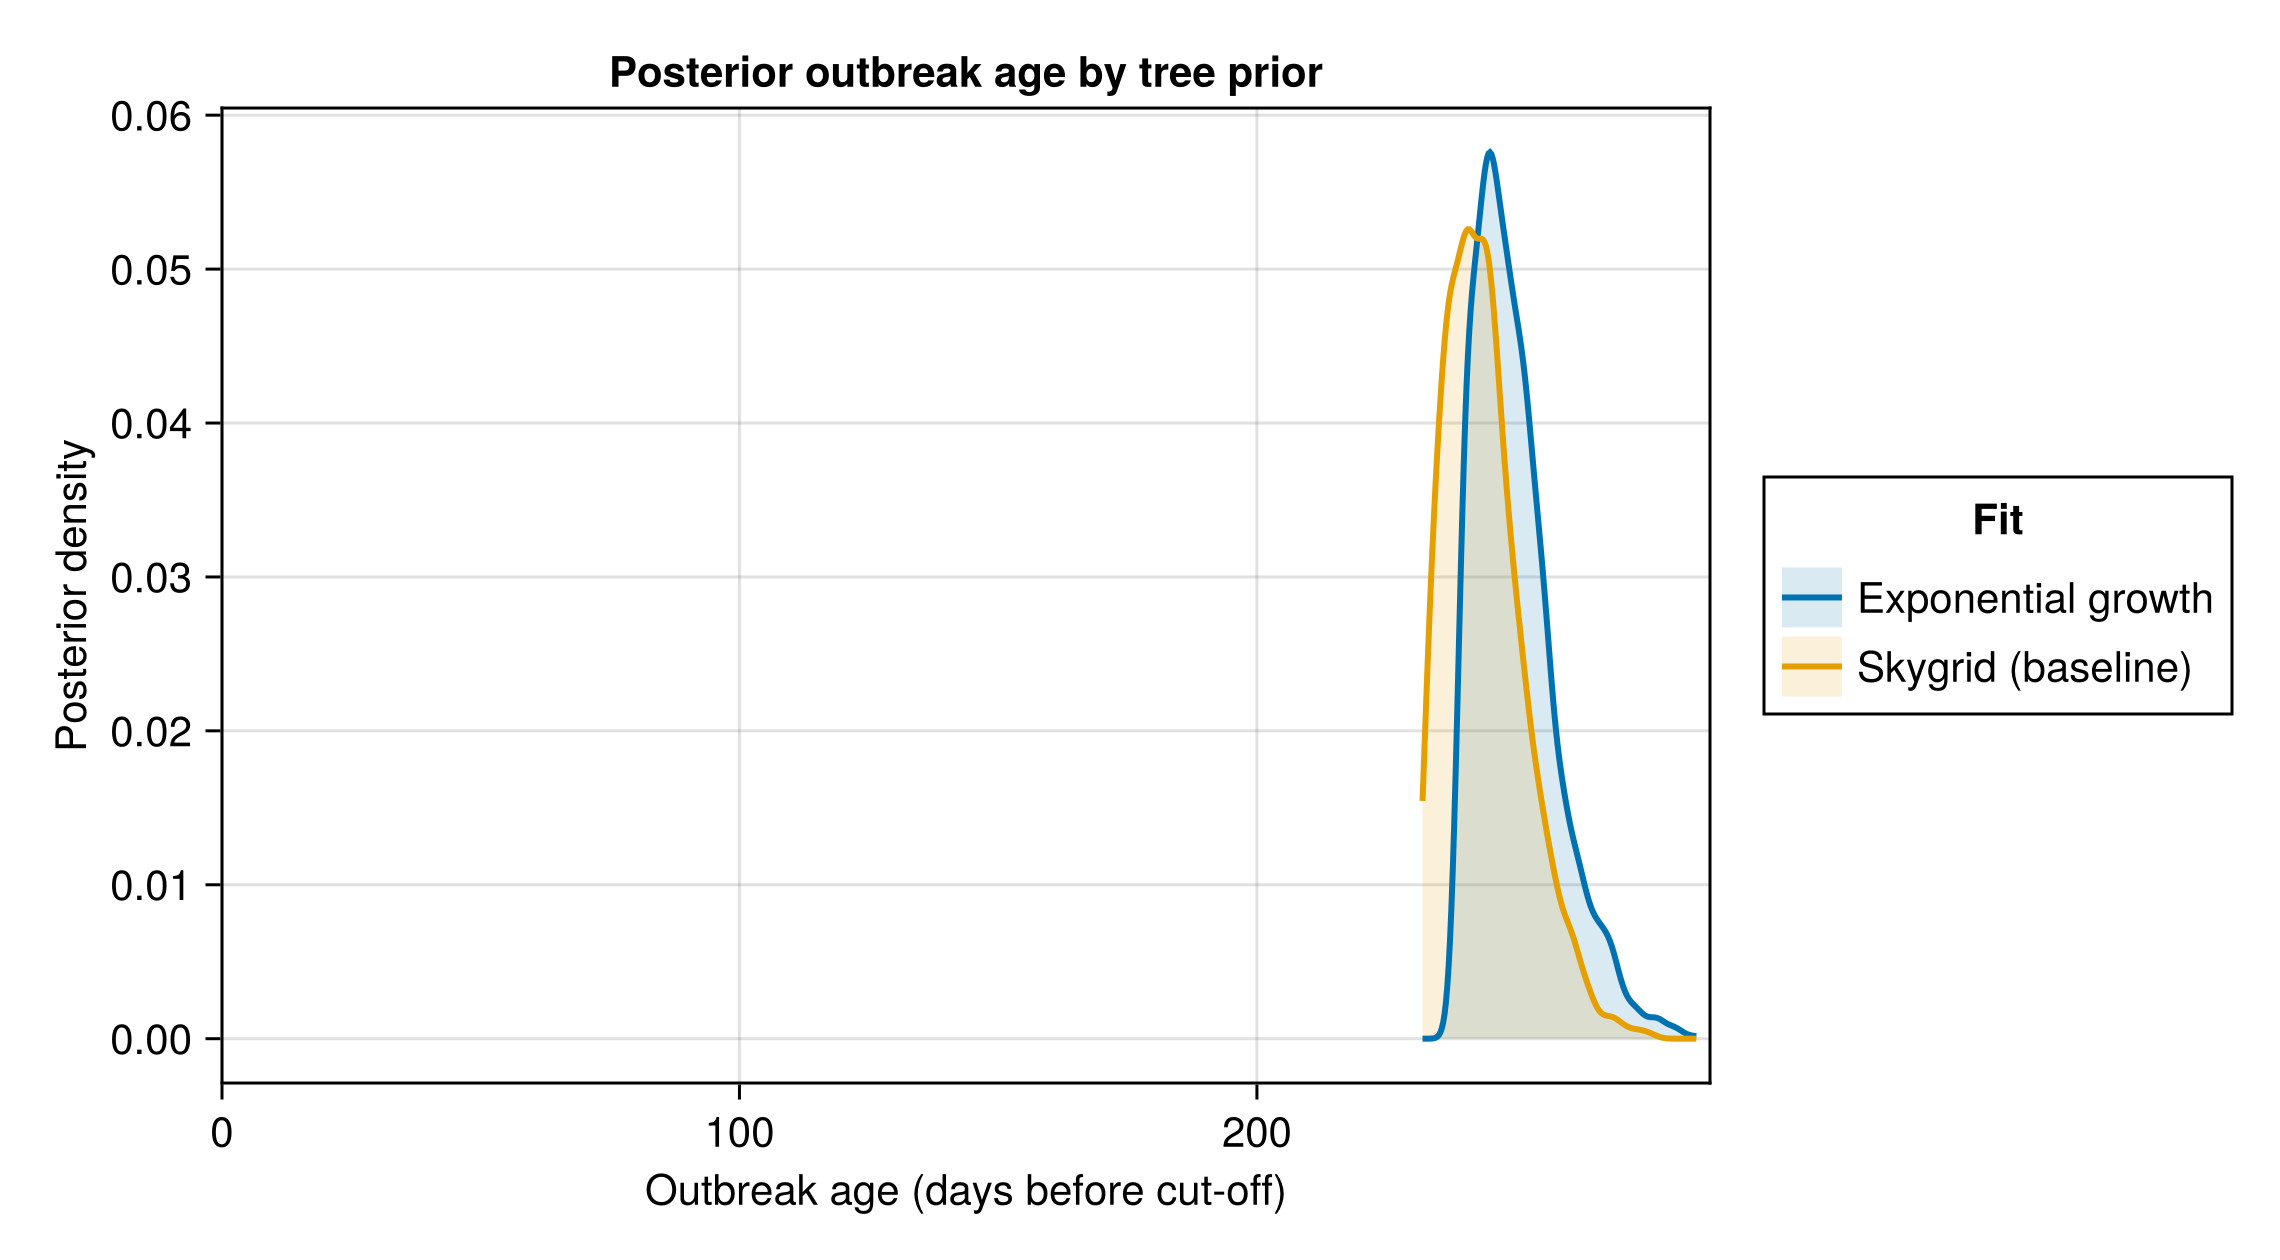 Posterior outbreak age by tree prior
0.06
0.05
0.04
0.03
0.02
0.01
0.00
Posterior density
0
100
200
Outbreak age (days before cut-off)
Fit
Exponential growth
Skygrid (baseline)